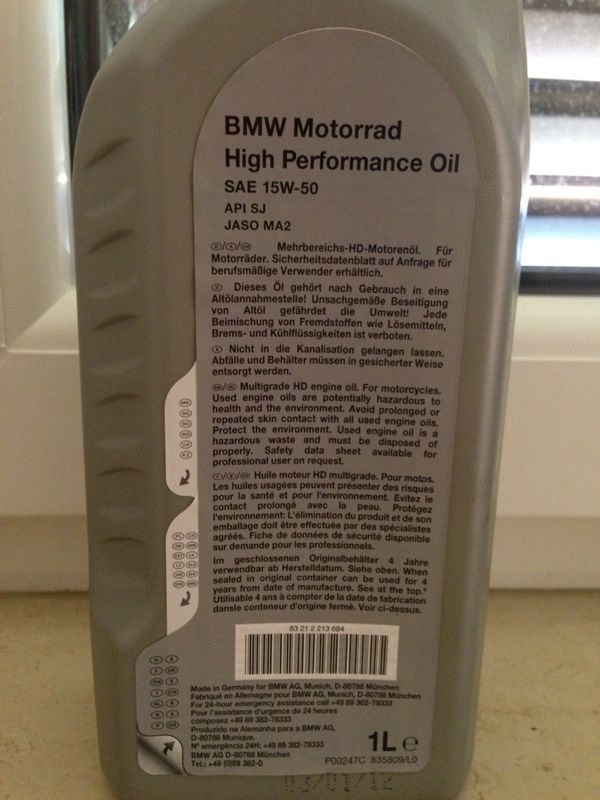 BMW Motorrad
High Performance Oil
SAE 15W-50
API SJ
JASO MA2
Mehrbereichs-HD-Motorenöl. Für
Motorräder. Sicherheitsdatenblatt auf Anfrage für
berufsmäßige Verwender erhältlich.
Dieses Öl gehört nach Gebrauch in eine
Altölannahmestelle! Unsachgemäße Beseitigung
von Altöl gefährdet die Umwelt! Jede
Beimischung von Fremdstoffen wie Lösemitteln,
Brems- und Kühlflüssigkeiten ist verboten.
Nicht in die Kanalisation gelangen lassen.
Abfälle und Behälter müssen in gesicherter Weise
entsorgt werden.
Multigrade HD engine oil. For motorcycles.
Used engine oils are potentially hazardous to
health and the environment. Avoid prolonged or
repeated skin contact with all used engine oils.
Protect the environment. Used engine oil is a
hazardous waste and must be disposed of
properly. Safety data sheet available for
professional user on request.
Huile moteur HD multigrade. Pour motos.
Les huiles usagées peuvent présenter des risques
pour la santé et pour l'environnement. Evitez le
contact prolongé avec la peau. Protégez
l'environnement: L'élimination du produit et de son
emballage doit être effectuée par des spécialistes
agréés. Fiche de données de sécurité disponible
sur demande pour les professionnels.
Im geschlossenen Originalbehälter 4 Jahre
verwendbar ab Herstelldatum. Siehe oben. When
sealed in original container can be used for 4
years from date of manufacture. See at the top.*
Utilisable 4 ans à compter de la date de fabrication
dansle conteneur d'origine fermé. Voir ci-dessus.
83 21 2 213 684
Made in Germany for BMW AG, Munich, D-80788 München
Fabriqué en Allemagne pour BMW AG, Munich, D-80788 München
For 24-hour emergency assistance call +49 89 382-78333
Pour l'assistance d'urgence de 24 heures
composez +49 89 382-78333
Produzido na Alemanha para a BMW AG,
D-80788 Munique.
Nº emergência 24H: +49 89 382-78333
BMW AG D-80788 München
Tel.: +49 (0)89 382-0
1L e
P00247C 835809/L0
03/01/12